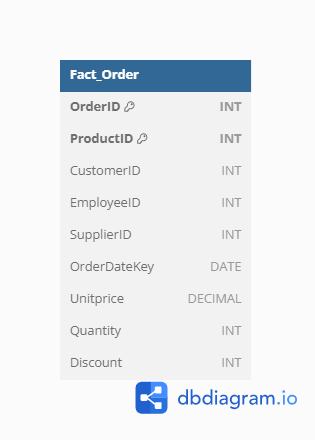 Fact_Order
OrderID INT
ProductID INT
CustomerID INT
EmployeeID INT
SupplierID INT
OrderDateKey DATE
Unitprice DECIMAL
Quantity INT
Discount INT
dbdiagram.io